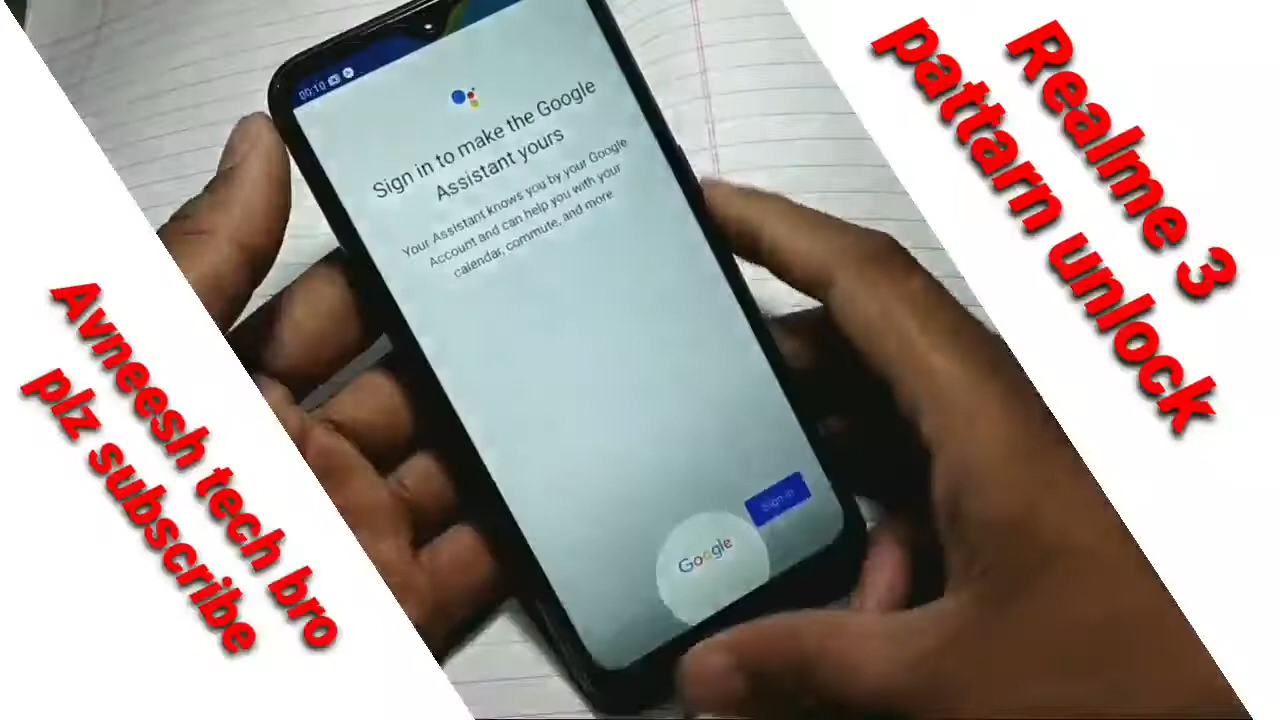 Realme 3
pattarn unlock
00:10
Sign in to make the Google
Assistant yours
Your Assistant knows you by your Google
Account and can help you with your
calendar, commute, and more
Sign in
Google
Avneesh tech bro
plz subscribe